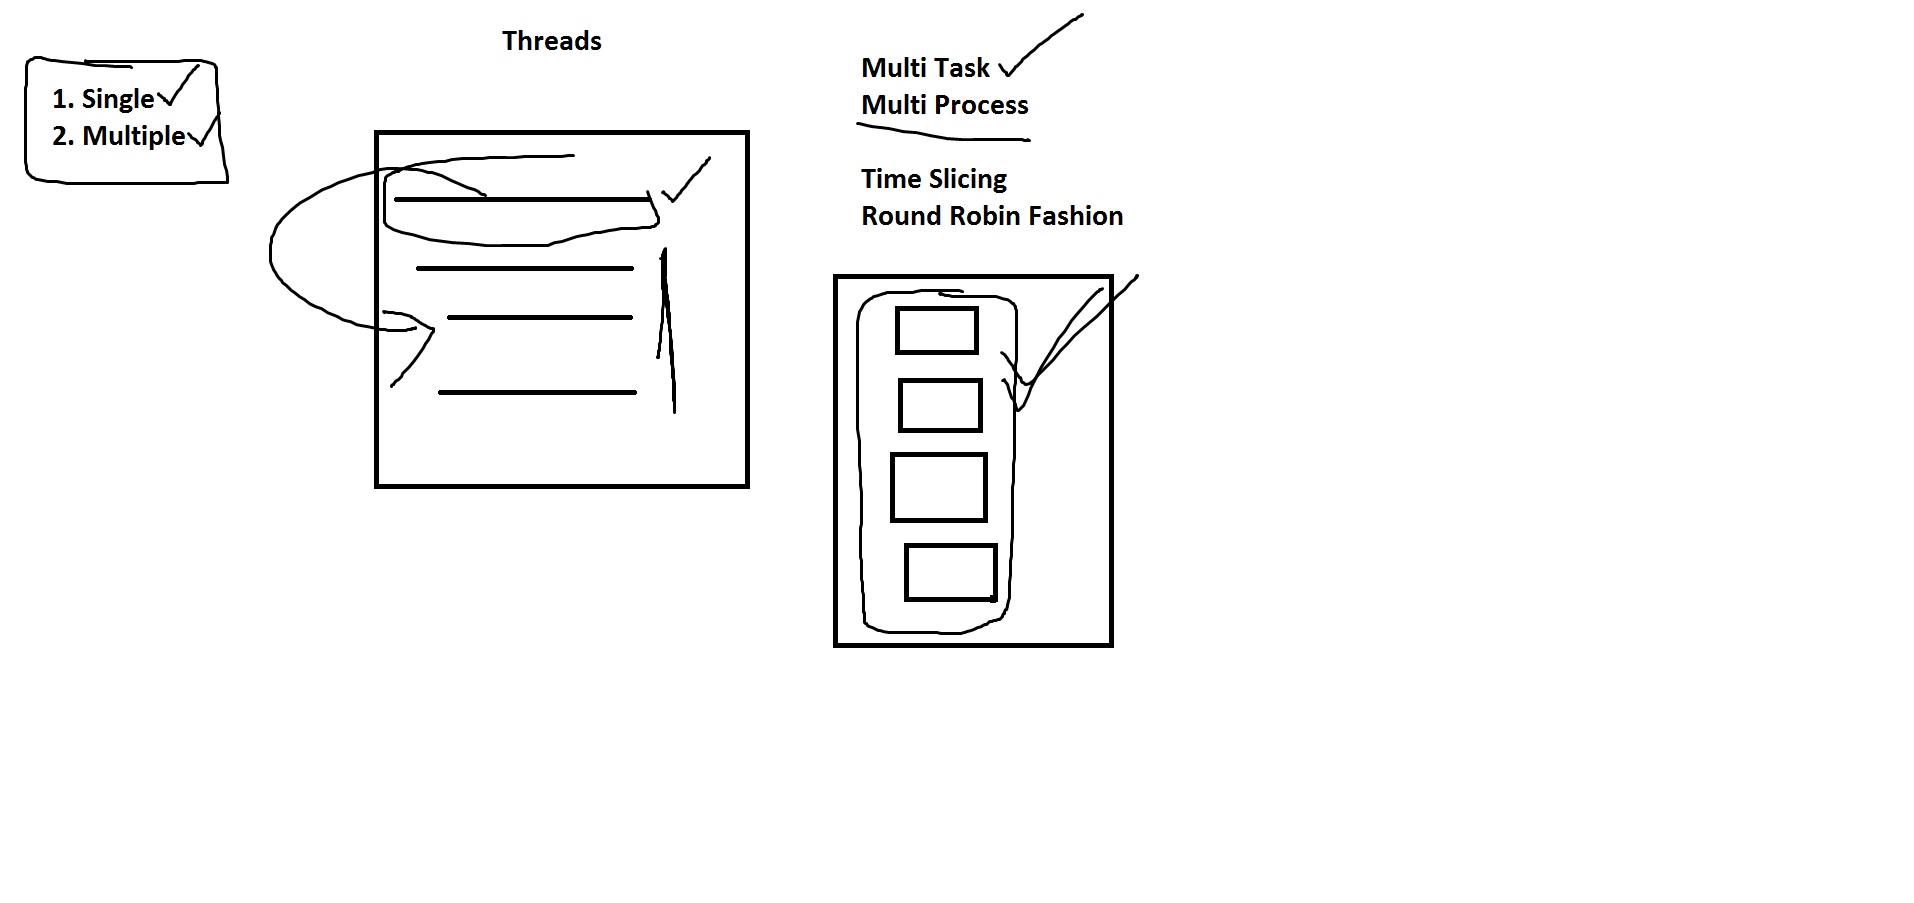 Threads
1. Single
2. Multiple
Multi Task
Multi Process
Time Slicing
Round Robin Fashion